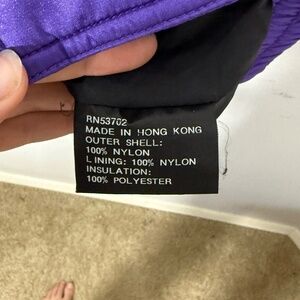 RN53702
MADE IN HONG KONG
OUTER SHELL:
100% NYLON
LINING: 100% NYLON
INSULATION:
100% POLYESTER